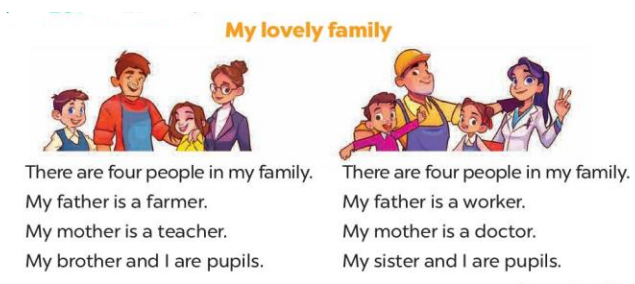 My lovely family
There are four people in my family.
My father is a farmer.
My mother is a teacher.
My brother and I are pupils.
There are four people in my family.
My father is a worker.
My mother is a doctor.
My sister and I are pupils.